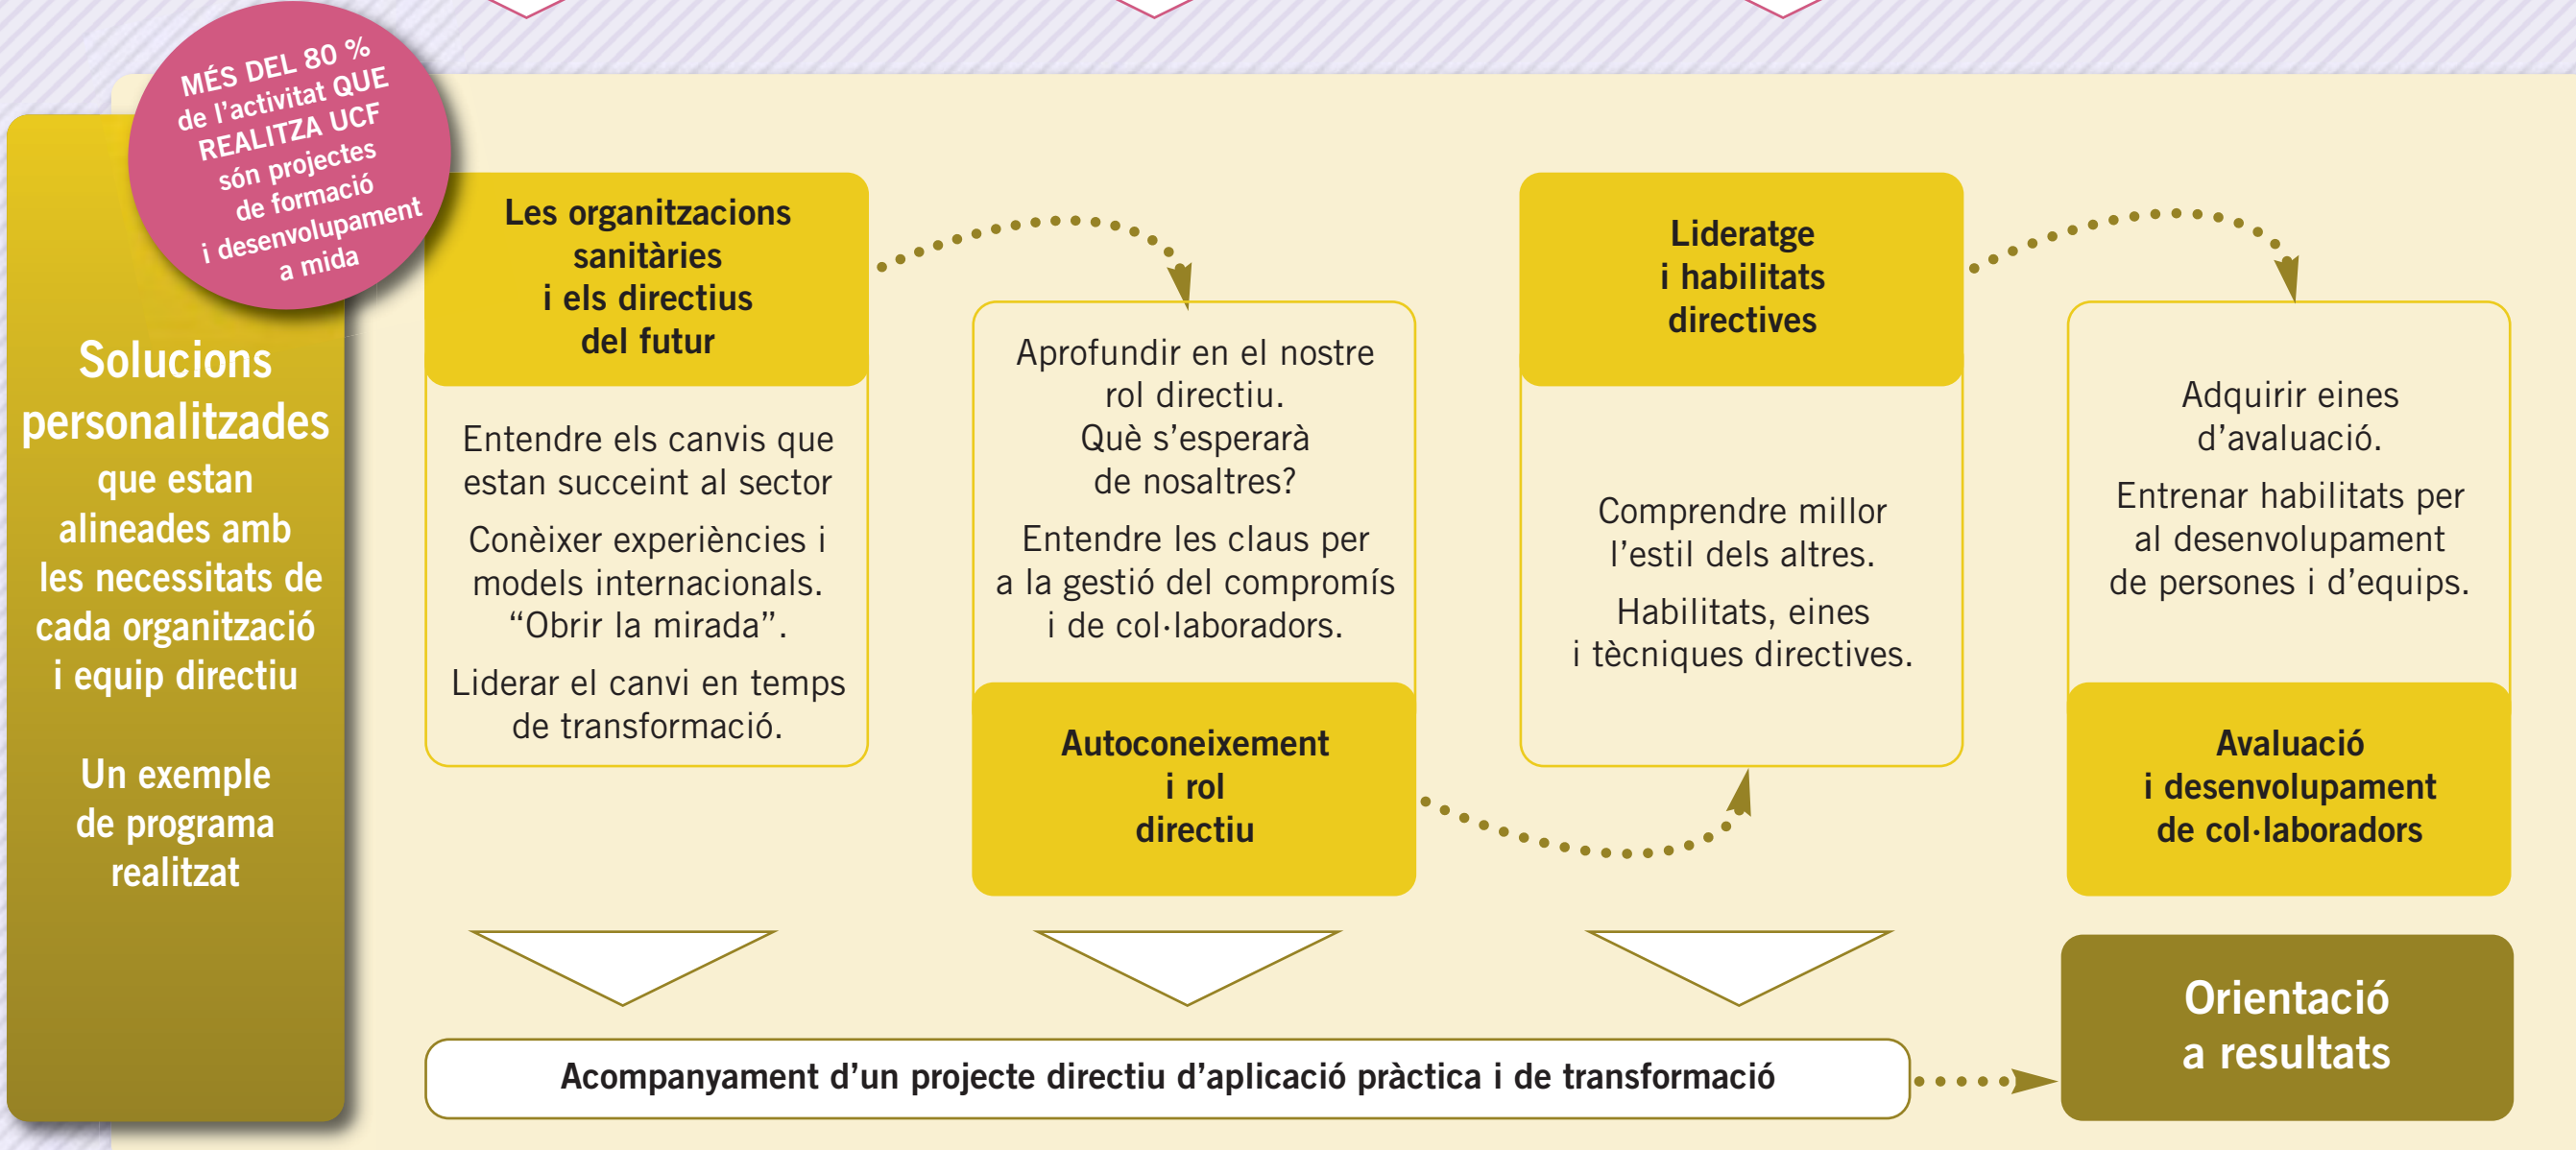 MÉS DEL 80 %
de l’activitat QUE
REALITZA UCF
són projectes
de formació
i desenvolupament
a mida
Solucions
personalitzades
que estan
alineades amb
les necessitats de
cada organització
i equip directiu
Un exemple
de programa
realitzat
Les organitzacions
sanitàries
i els directius
del futur
Entendre els canvis que
estan succeint al sector
Conèixer experiències i
models internacionals.
“Obrir la mirada”.
Liderar el canvi en temps
de transformació.
Aprofundir en el nostre
rol directiu.
Què s’esperarà
de nosaltres?
Entendre les claus per
a la gestió del compromís
i de col·laboradors.
Autoconeixement
i rol
directiu
Lideratge
i habilitats
directives
Comprendre millor
l’estil dels altres.
Habilitats, eines
i tècniques directives.
Adquirir eines
d’avaluació.
Entrenar habilitats per
al desenvolupament
de persones i d’equips.
Avaluació
i desenvolupament
de col·laboradors
Acompanyament d’un projecte directiu d’aplicació pràctica i de transformació
Orientació
a resultats